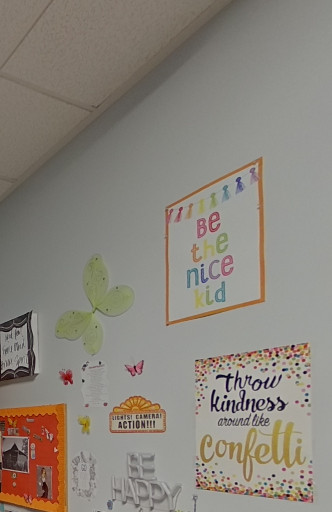 Be
the
nice
kid
throw
kindness
around like
confetti
LIGHTS! CAMERA!
ACTION!!!
BE
HAPPY